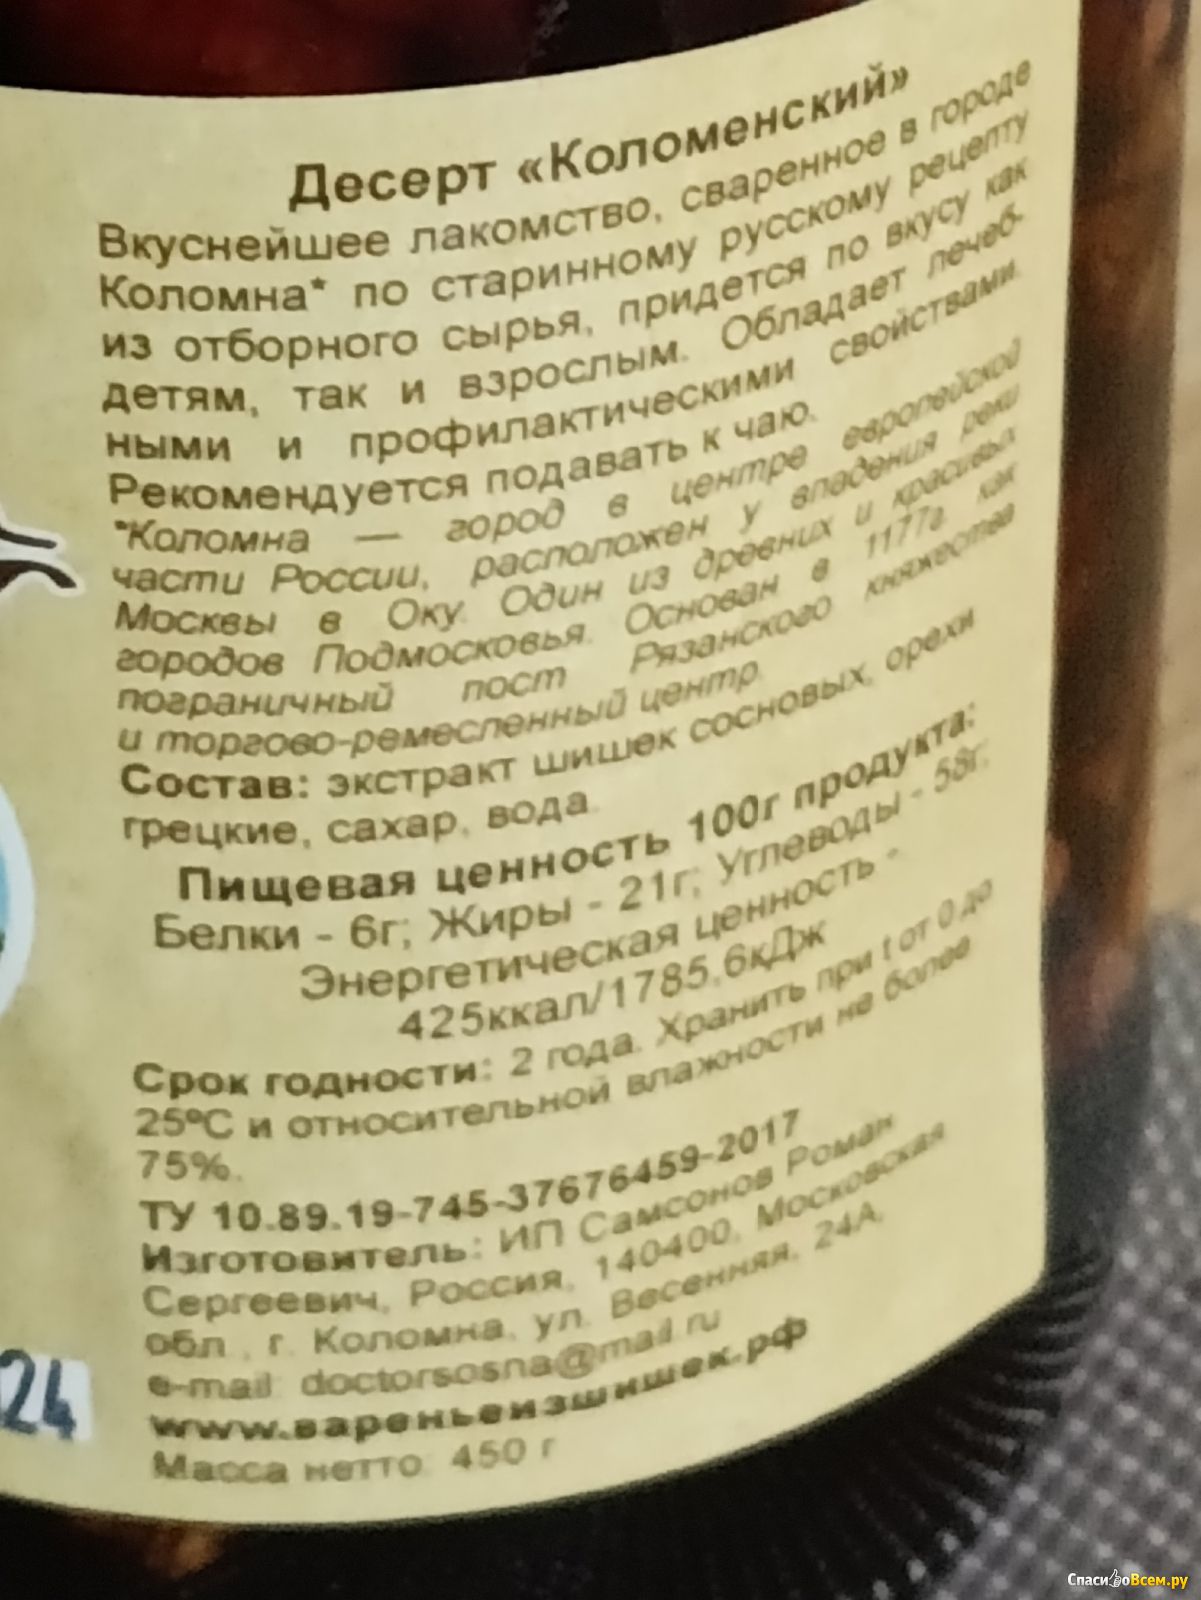 Десерт «Коломенский»
Вкуснейшее лакомство, сваренное в городе
Коломна* по старинному русскому рецепту
из отборного сырья, придется по вкусу как
детям, так и взрослым. Обладает лечеб-
ными и профилактическими свойствами.
Рекомендуется подавать к чаю.
*Коломна — город в центре европейской
части России, расположен у владения реки
Москвы в Оку. Один из древних и красивых
городов Подмосковья. Основан в 1177г. как
пограничный пост Рязанского княжества
и торгово-ремесленный центр.
Состав: экстракт шишек сосновых, орехи
грецкие, сахар, вода.
Пищевая ценность 100г продукта:
Белки - 6г; Жиры - 21г; Углеводы - 58г;
Энергетическая ценность -
425ккал/1785,6кДж
Срок годности: 2 года. Хранить при t от 0 до
25°С и относительной влажности не более
75%.
ТУ 10.89.19-745-37676459-2017
Изготовитель: ИП Самсонов Роман
Сергеевич, Россия, 140400, Московская
обл., г. Коломна, ул. Весенняя, 24А,
e-mail: doctorsosna@mail.ru
www.вареньеизшишек.рф
Масса нетто: 450 г
24
СпасибоВсем.ру